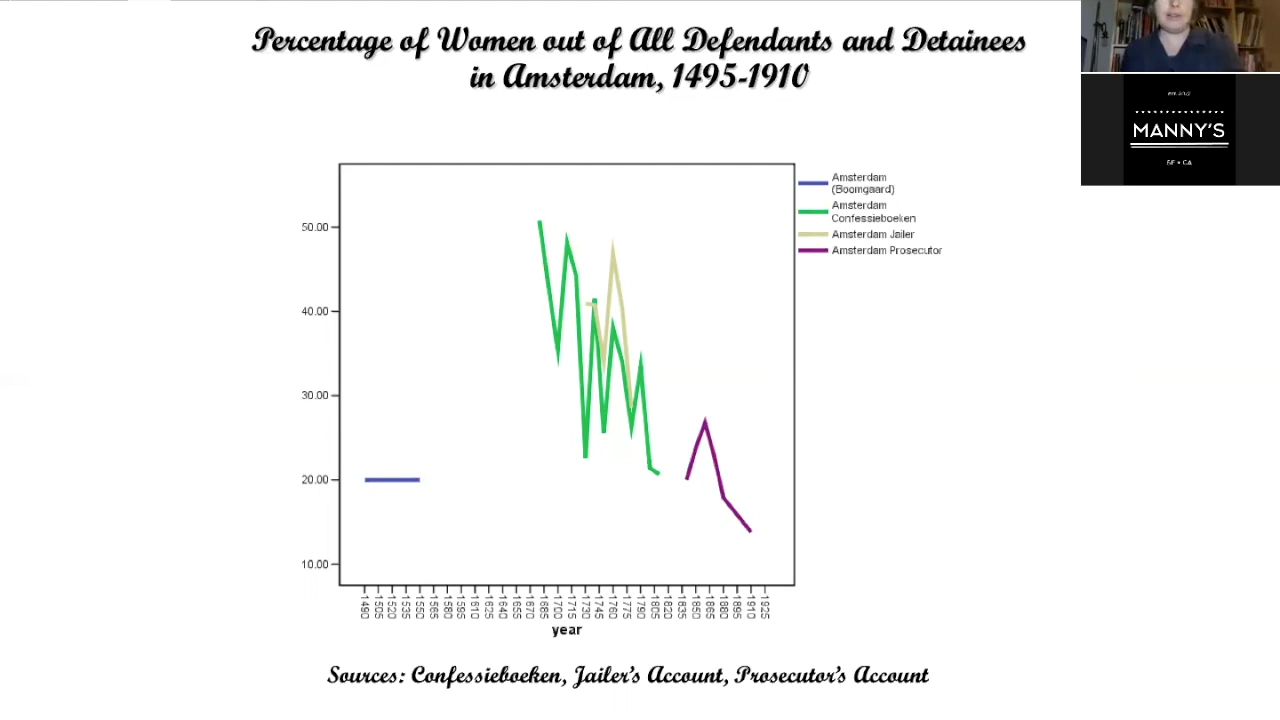 Percentage of Women out of All Defendants and Detainees
in Amsterdam, 1495-1910
MANNY'S
SF • CA
Amsterdam
(Boomgaard)
Amsterdam
Confessieboeken
Amsterdam Jailer
Amsterdam Prosecutor
50.00
40.00
30.00
20.00
10.00
1490
1505
1520
1535
1550
1565
1580
1595
1610
1625
1640
1655
1670
1685
1700
1715
1730
1745
1760
1775
1790
1805
1820
1835
1850
1865
1880
1895
1910
1925
year
Sources: Confessieboeken, Jailer's Account, Prosecutor's Account